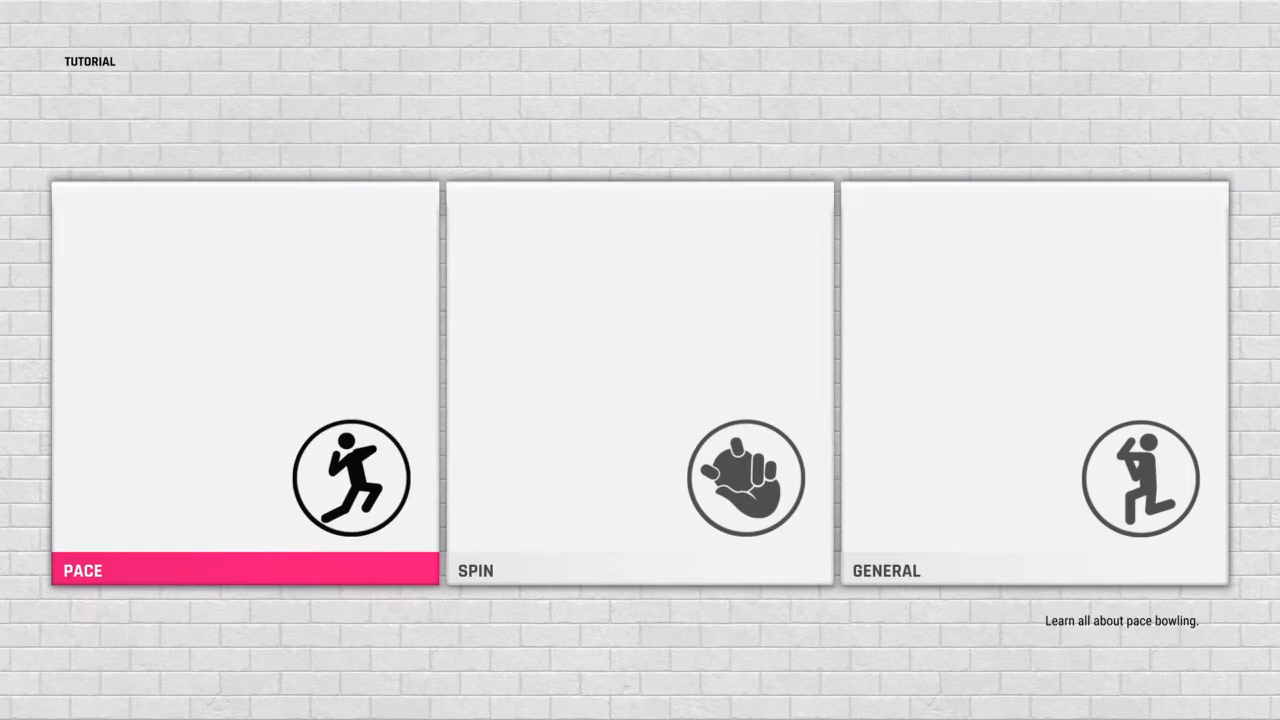 TUTORIAL
PACE
SPIN
GENERAL
Learn all about pace bowling.